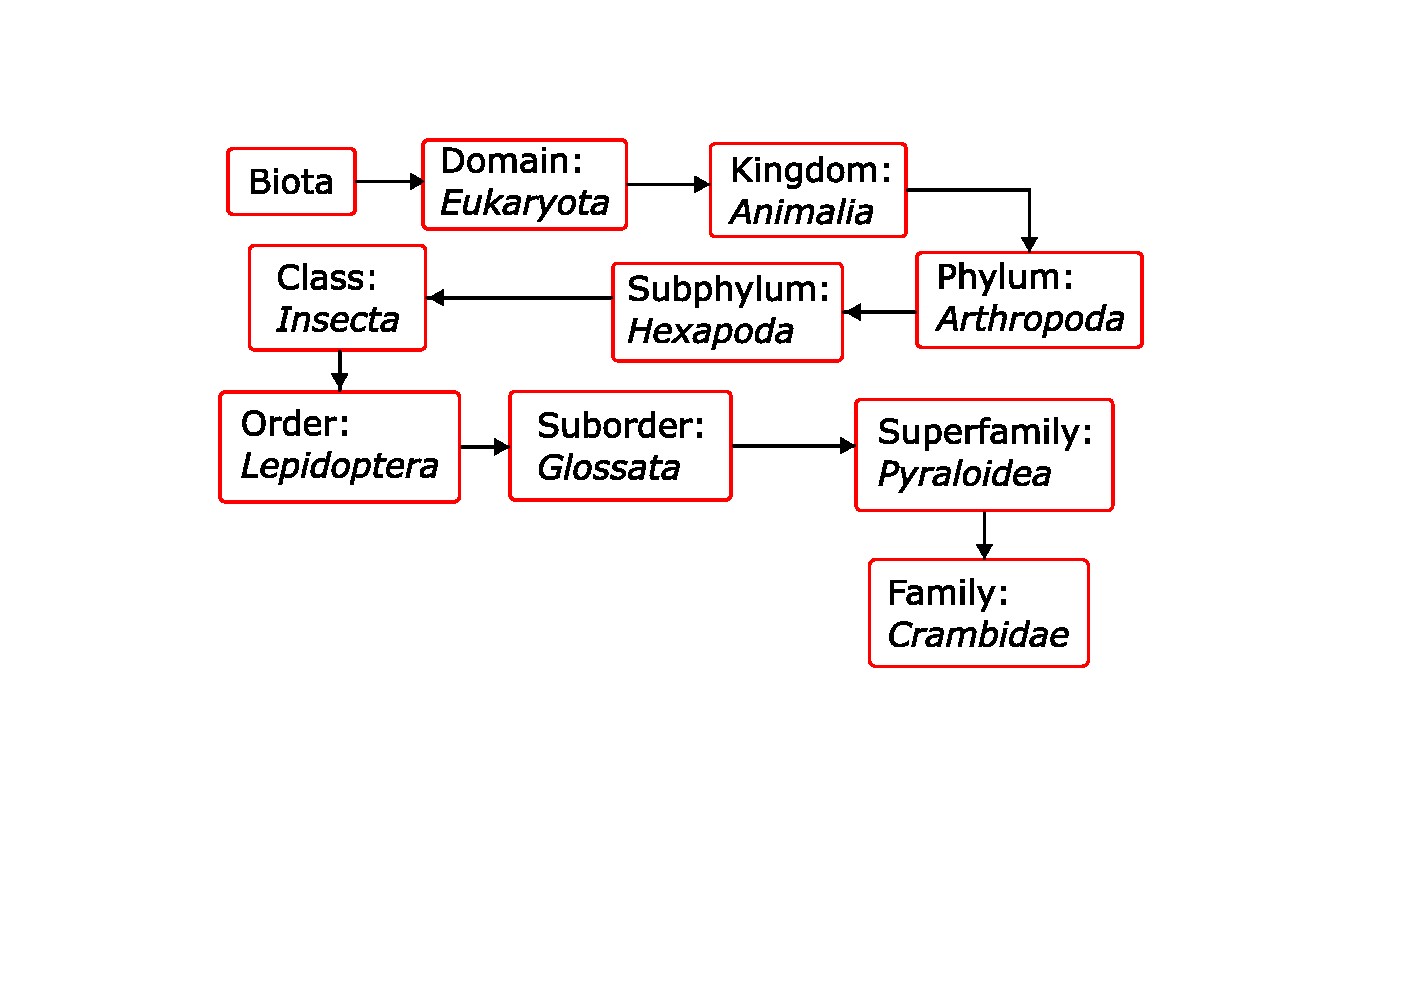 Biota
Domain:
Eukaryota
Kingdom:
Animalia
Phylum:
Arthropoda
Subphylum:
Hexapoda
Class:
Insecta
Order:
Lepidoptera
Suborder:
Glossata
Superfamily:
Pyraloidea
Family:
Crambidae